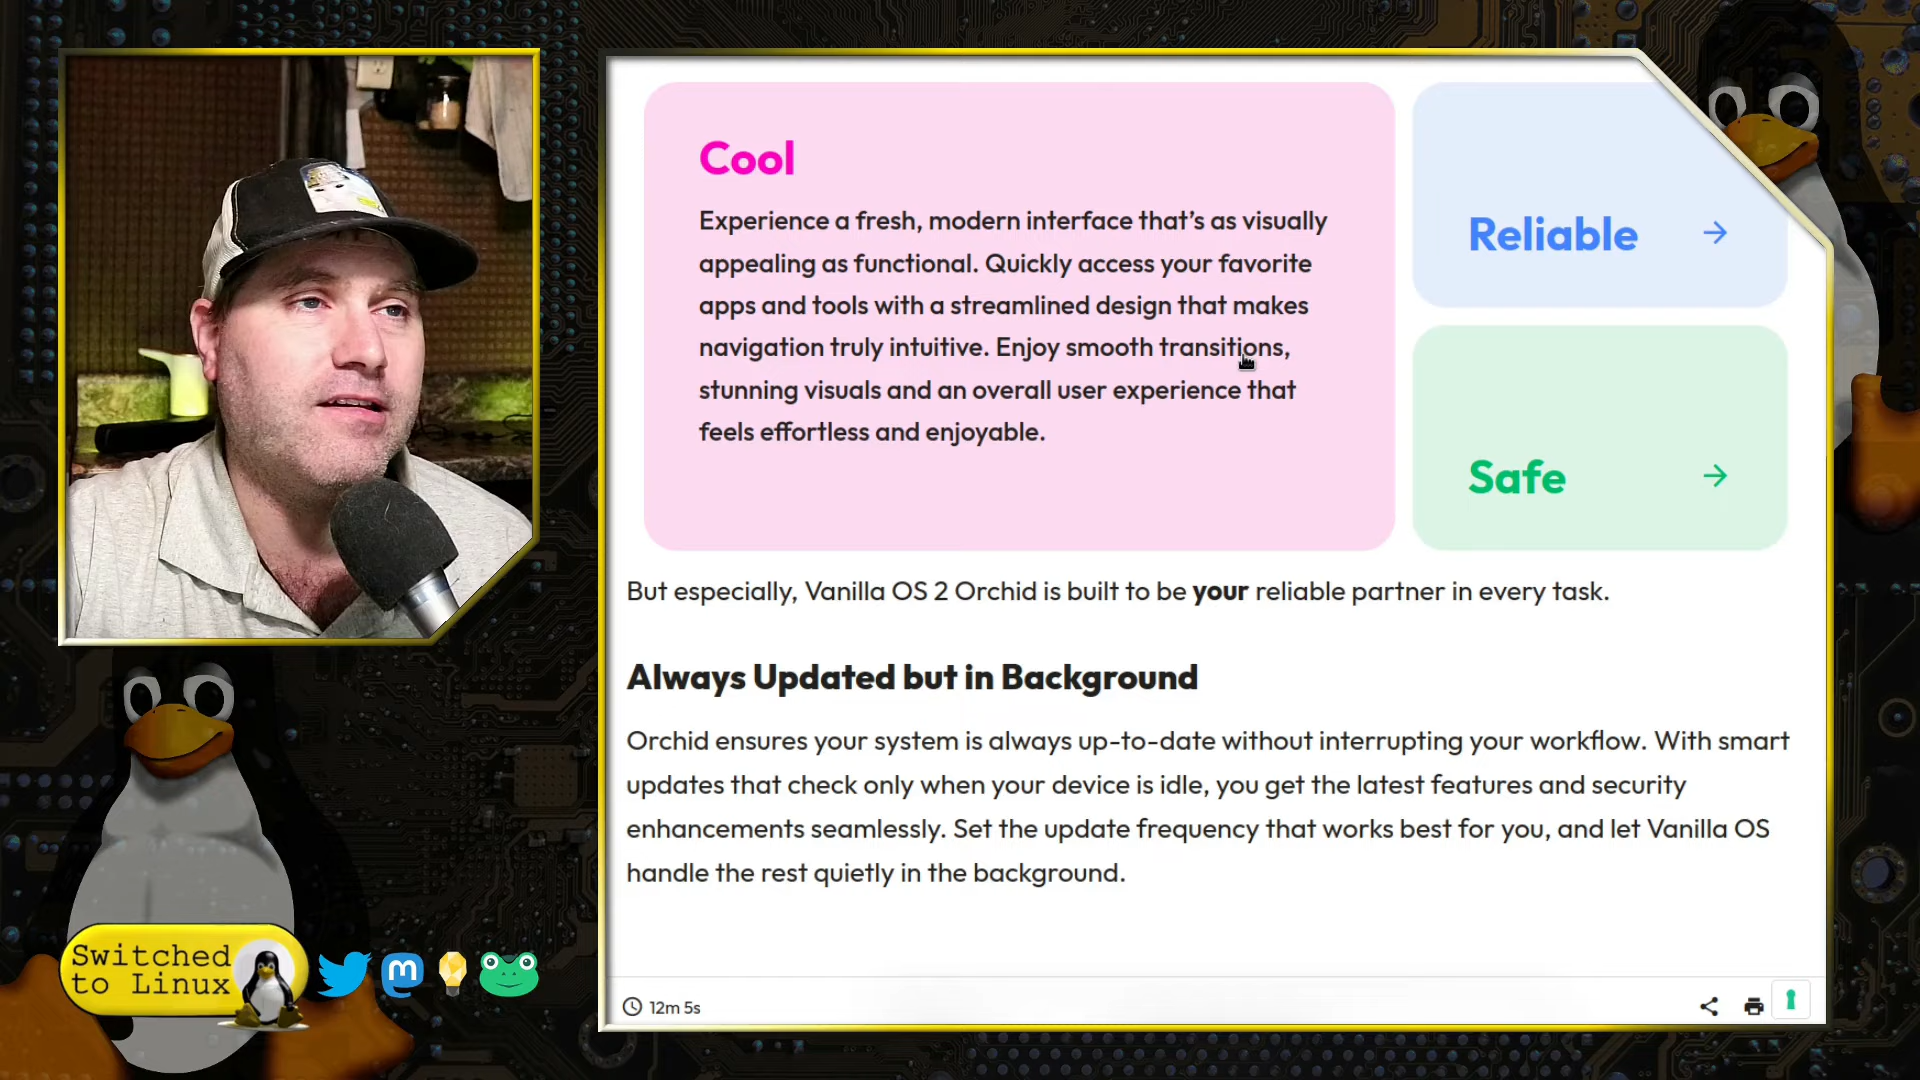 Cool
Experience a fresh, modern interface that's as visually
appealing as functional. Quickly access your favorite
apps and tools with a streamlined design that makes
navigation truly intuitive. Enjoy smooth transitions,
stunning visuals and an overall user experience that
feels effortless and enjoyable.
Reliable
Safe
But especially, Vanilla OS 2 Orchid is built to be your reliable partner in every task.
Always Updated but in Background
Orchid ensures your system is always up-to-date without interrupting your workflow. With smart
updates that check only when your device is idle, you get the latest features and security
enhancements seamlessly. Set the update frequency that works best for you, and let Vanilla OS
handle the rest quietly in the background.
12m 5s
Switched
to Linux
m